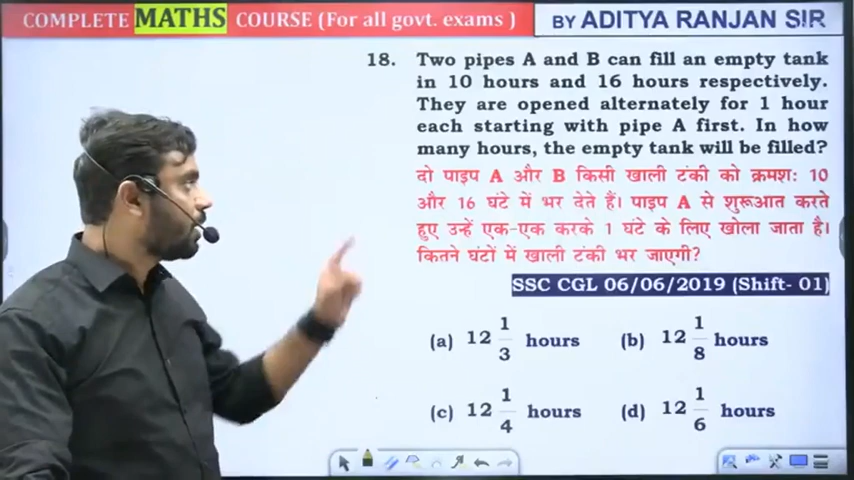 COMPLETE MATHS COURSE (For all govt. exams )
BY ADITYA RANJAN SIR
18. Two pipes A and B can fill an empty tank
in 10 hours and 16 hours respectively.
They are opened alternately for 1 hour
each starting with pipe A first. In how
many hours, the empty tank will be filled?
दो पाइप A और B किसी खाली टंकी को क्रमश: 10
और 16 घंटे में भर देते हैं। पाइप A से शुरूआत करते
हुए उन्हें एक-एक करके 1 घंटे के लिए खोला जाता है।
कितने घंटों में खाली टंकी भर जाएगी?
SSC CGL 06/06/2019 (Shift- 01)
(a) 12 1/3 hours (b) 12 1/8 hours
(c) 12 1/4 hours (d) 12 1/6 hours